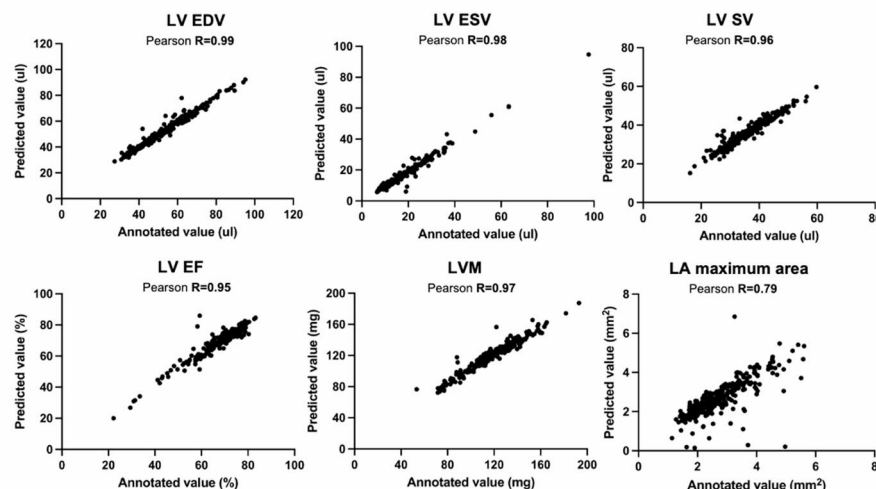 LV EDV
Pearson R=0.99
120
100
80
60
40
20
0
Predicted value (ul)
0 20 40 60 80 100 120
Annotated value (ul)
LV ESV
Pearson R=0.98
100
80
60
40
20
0
Predicted value (ul)
0 20 40 60 80 100
Annotated value (ul)
LV SV
Pearson R=0.96
80
60
40
20
0
Predicted value (ul)
0 20 40 60 80
Annotated value (ul)
LV EF
Pearson R=0.95
100
80
60
40
20
0
Predicted value (%)
0 20 40 60 80 100
Annotated value (%)
LVM
Pearson R=0.97
200
160
120
80
40
0
Predicted value (mg)
0 40 80 120 160 200
Annotated value (mg)
LA maximum area
Pearson R=0.79
8
6
4
2
0
Predicted value (mm²)
0 2 4 6 8
Annotated value (mm²)